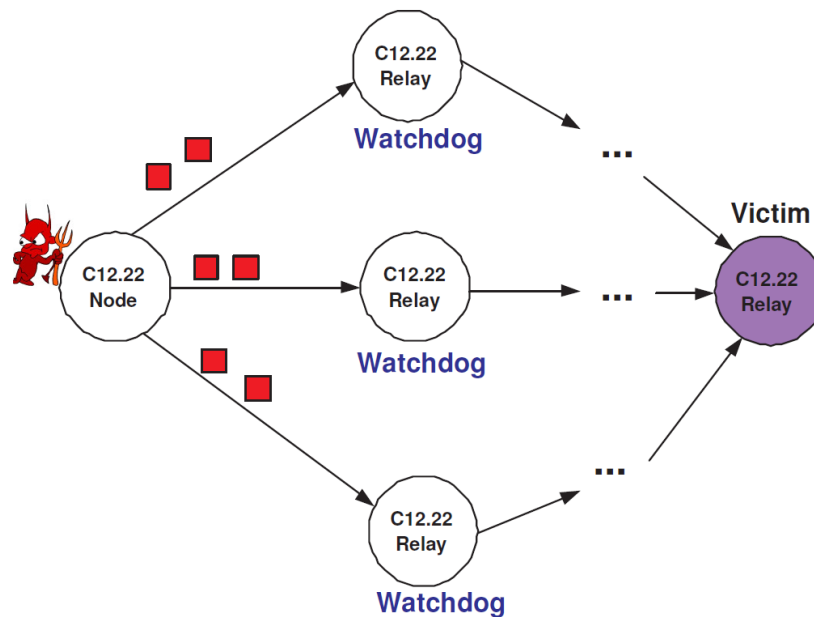 C12.22
Relay
Watchdog
...
Victim
C12.22
Node
C12.22
Relay
Watchdog
...
C12.22
Relay
C12.22
Relay
Watchdog
...